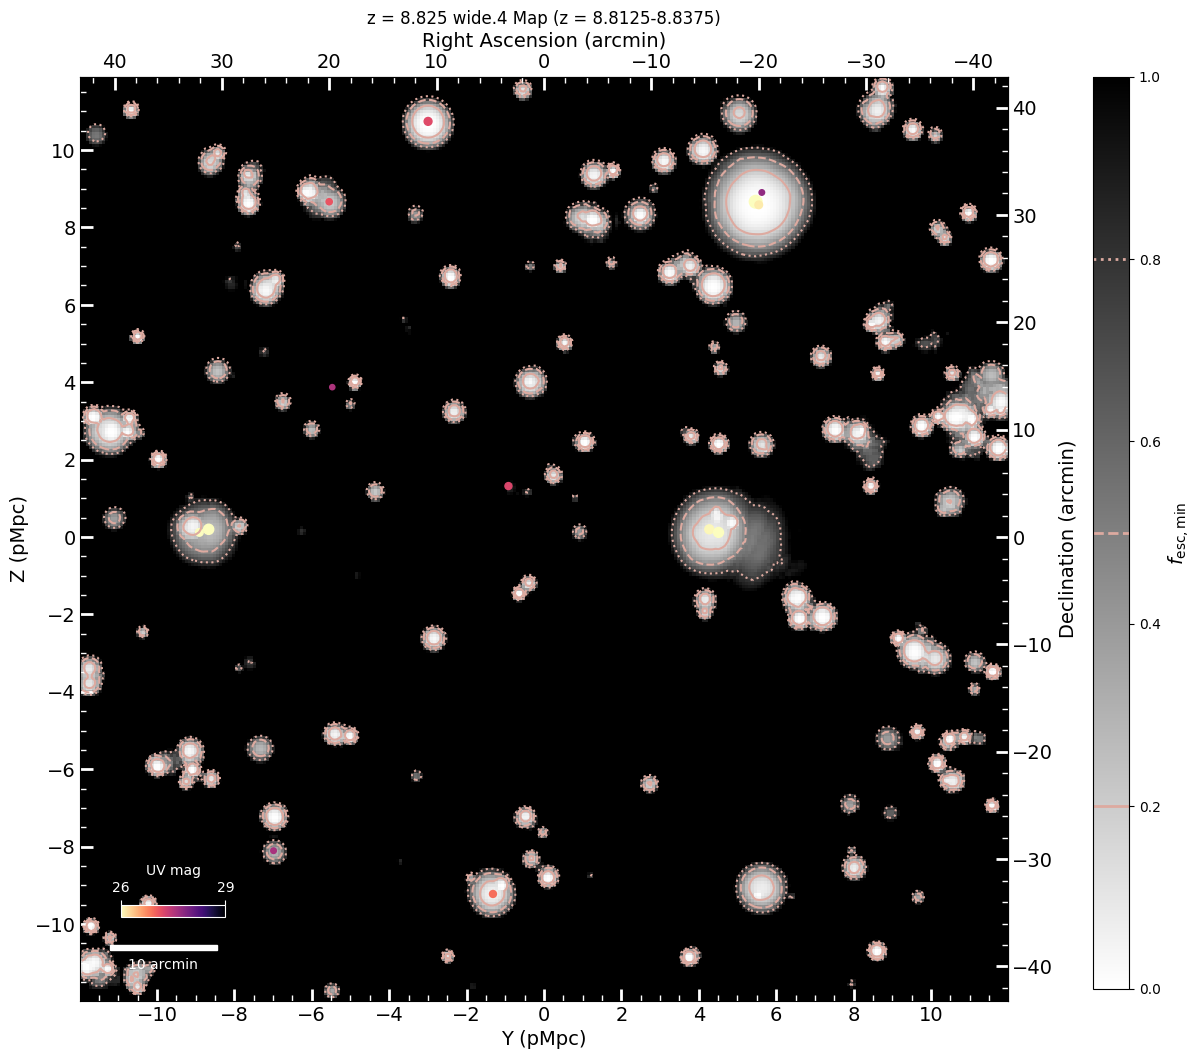 z = 8.825 wide.4 Map (z = 8.8125-8.8375)
Right Ascension (arcmin)
40 30 20 10 0 −10 −20 −30 −40
Z (pMpc)
10
8
6
4
2
0
−2
−4
−6
−8
−10
UV mag
26 29
10 arcmin
−10 −8 −6 −4 −2 0 2 4 6 8 10
Y (pMpc)
40
30
20
10
0
−10
−20
−30
−40
Declination (arcmin)
1.0
0.8
0.6
0.4
0.2
0.0
fesc, min